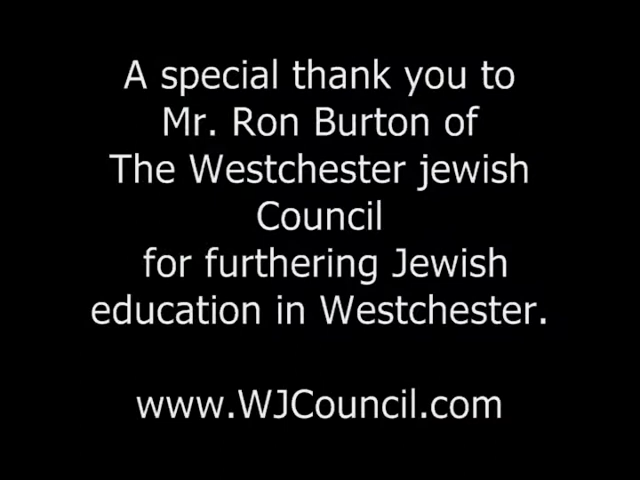 A special thank you to
Mr. Ron Burton of
The Westchester jewish
Council
for furthering Jewish
education in Westchester.
www.WJCouncil.com